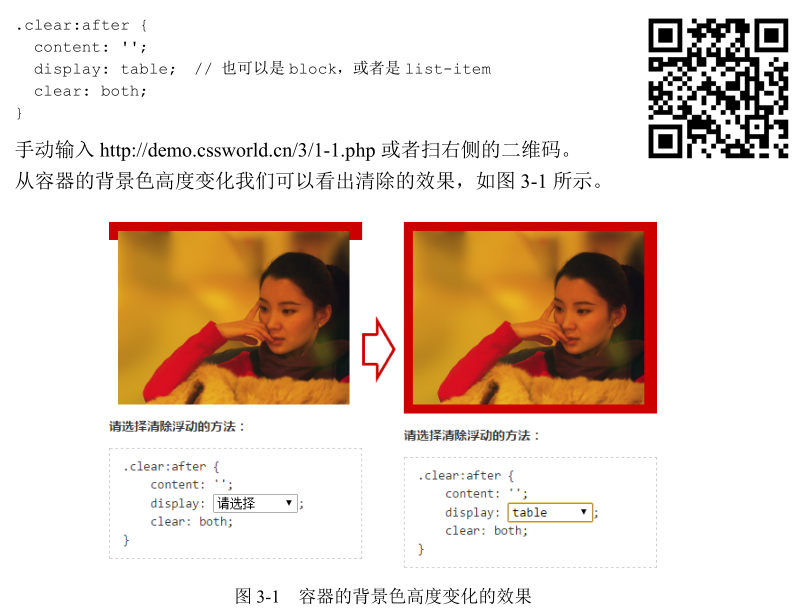 .clear:after {
content: '';
display: table; // 也可以是 block，或者是 list-item
clear: both;
}
手动输入 http://demo.cssworld.cn/3/1-1.php 或者扫右侧的二维码。
从容器的背景色高度变化我们可以看出清除的效果，如图 3-1 所示。
请选择清除浮动的方法：
.clear:after {
content: '';
display: 请选择 ;
clear: both;
}
请选择清除浮动的方法：
.clear:after {
content: '';
display: table ;
clear: both;
}
图 3-1 容器的背景色高度变化的效果